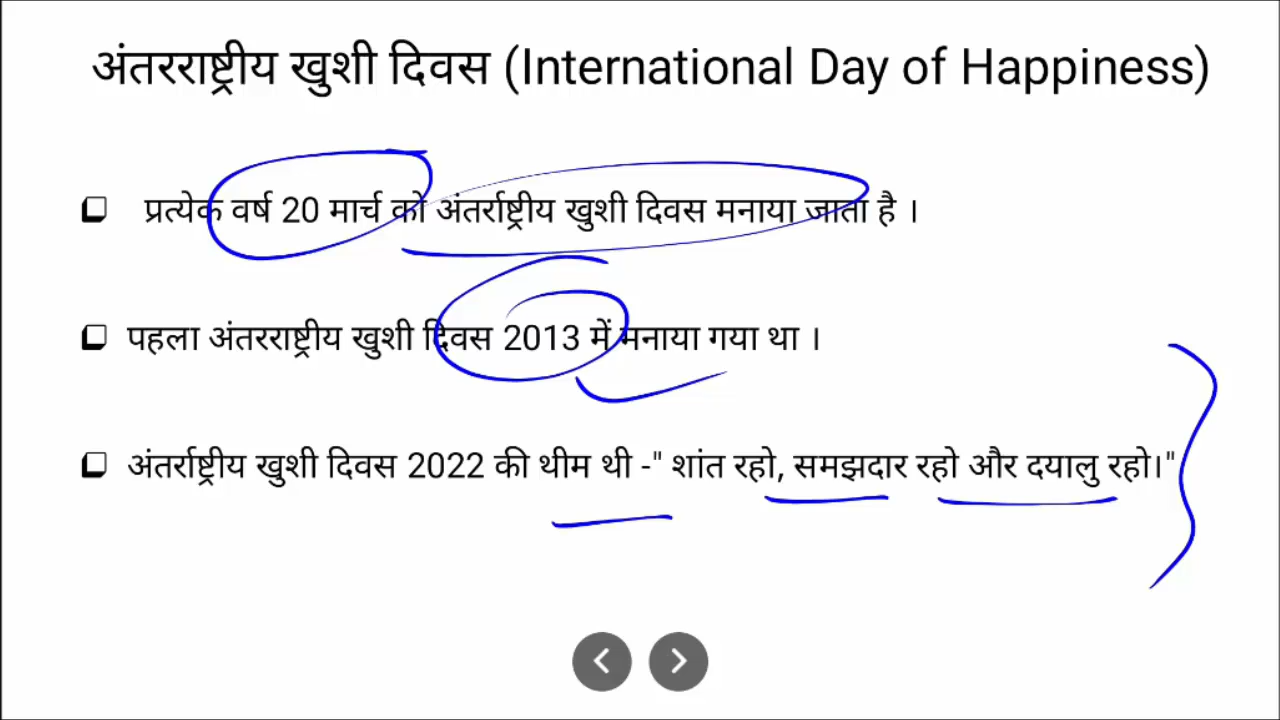 अंतरराष्ट्रीय खुशी दिवस (International Day of Happiness)
प्रत्येक वर्ष 20 मार्च को अंतर्राष्ट्रीय खुशी दिवस मनाया जाता है ।
पहला अंतरराष्ट्रीय खुशी दिवस 2013 में मनाया गया था ।
अंतर्राष्ट्रीय खुशी दिवस 2022 की थीम थी -" शांत रहो, समझदार रहो और दयालु रहो।"